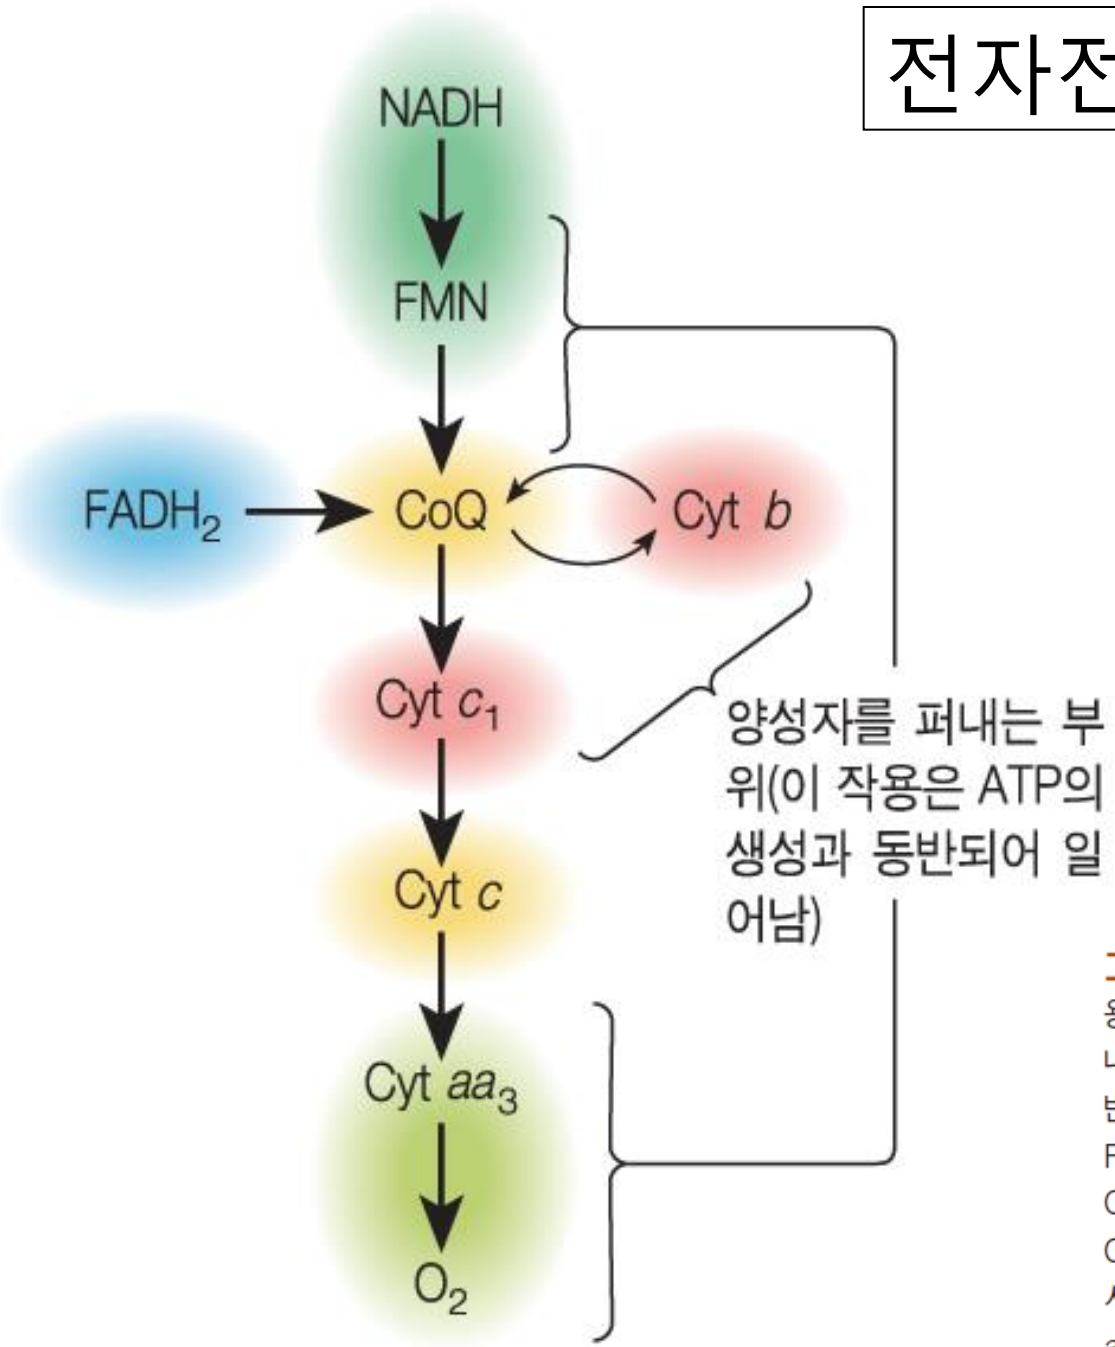 전자전
NADH
FMN
FADH₂
CoQ
Cyt b
Cyt c₁
양성자를 퍼내는 부
위(이 작용은 ATP의
생성과 동반되어 일
어남)
Cyt c
Cyt aa₃
O₂